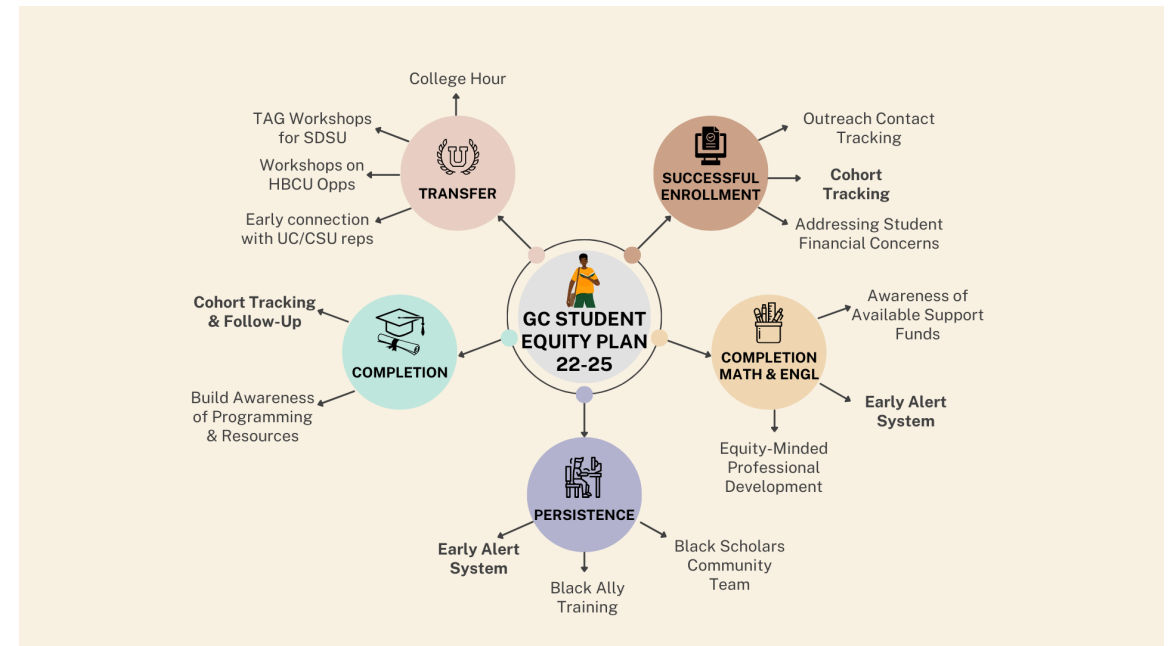 College Hour
TAG Workshops
for SDSU
Workshops on
HBCU Opps
Early connection
with UC/CSU reps
U
TRANSFER
SUCCESSFUL
ENROLLMENT
Outreach Contact
Tracking
Cohort
Tracking
Addressing Student
Financial Concerns
GC STUDENT
EQUITY PLAN
22-25
Cohort Tracking
& Follow-Up
COMPLETION
Build Awareness
of Programming
& Resources
COMPLETION
MATH & ENGL
Awareness of
Available Support
Funds
Early Alert
System
Equity-Minded
Professional
Development
PERSISTENCE
Early Alert
System
Black Ally
Training
Black Scholars
Community
Team